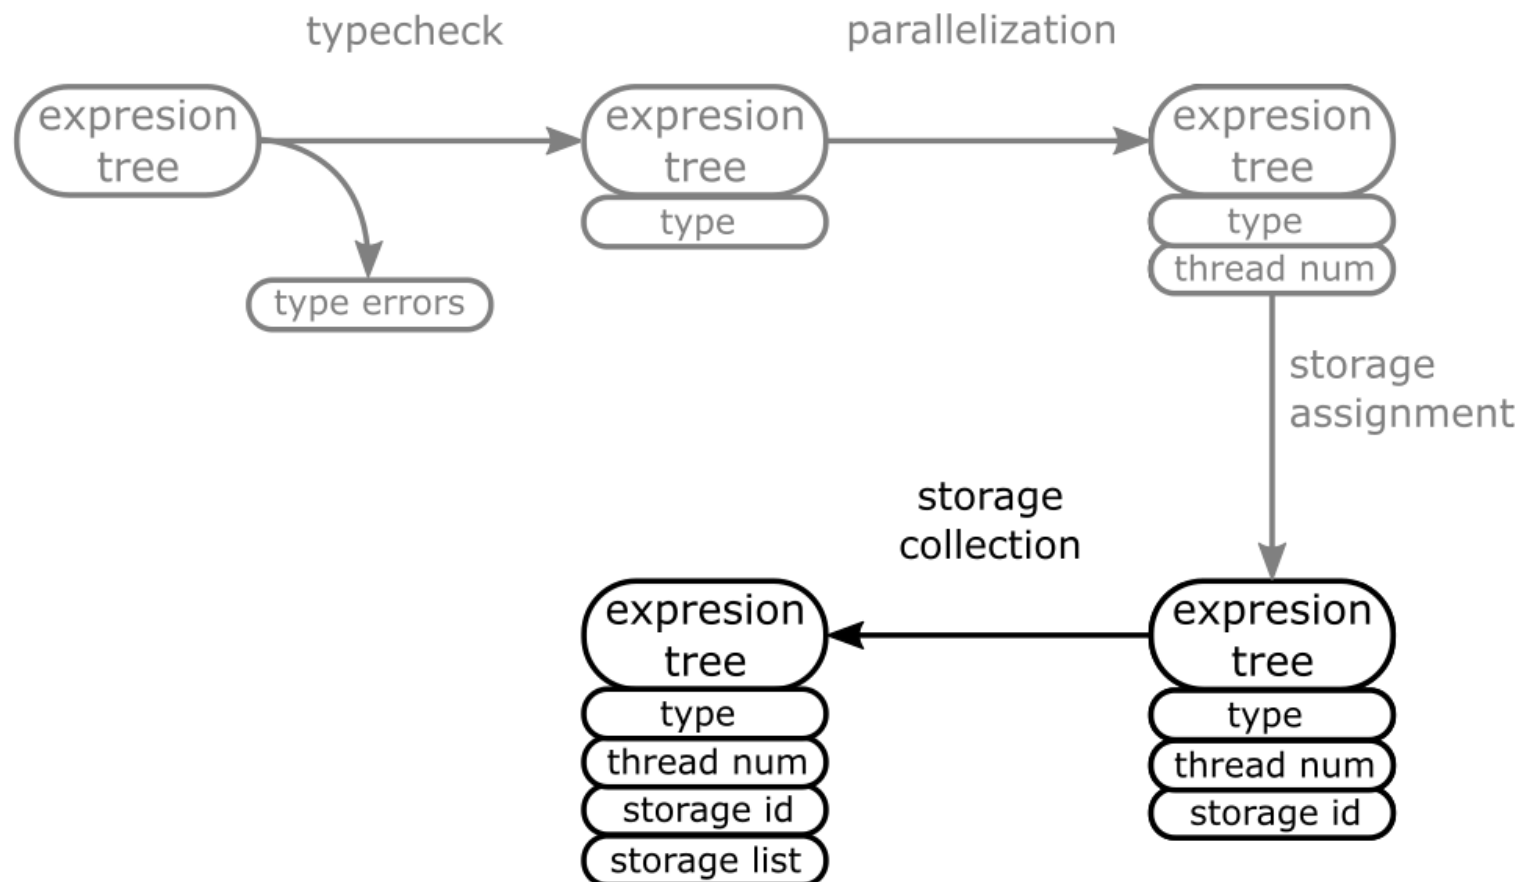 typecheck
parallelization
expresion
tree
expresion
tree
type
expresion
tree
type
thread num
type errors
storage
assignment
storage
collection
expresion
tree
type
thread num
storage id
storage list
expresion
tree
type
thread num
storage id